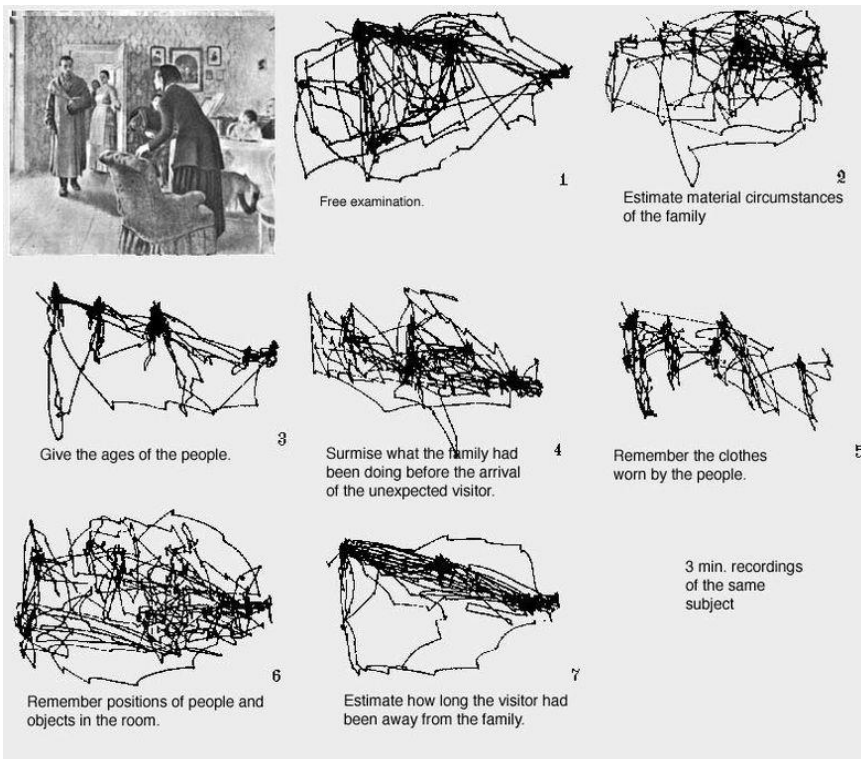 1
Free examination.
2
Estimate material circumstances
of the family
3
Give the ages of the people.
4
Surmise what the family had
been doing before the arrival
of the unexpected visitor.
5
Remember the clothes
worn by the people.
6
Remember positions of people and
objects in the room.
7
Estimate how long the visitor had
been away from the family.
3 min. recordings
of the same
subject